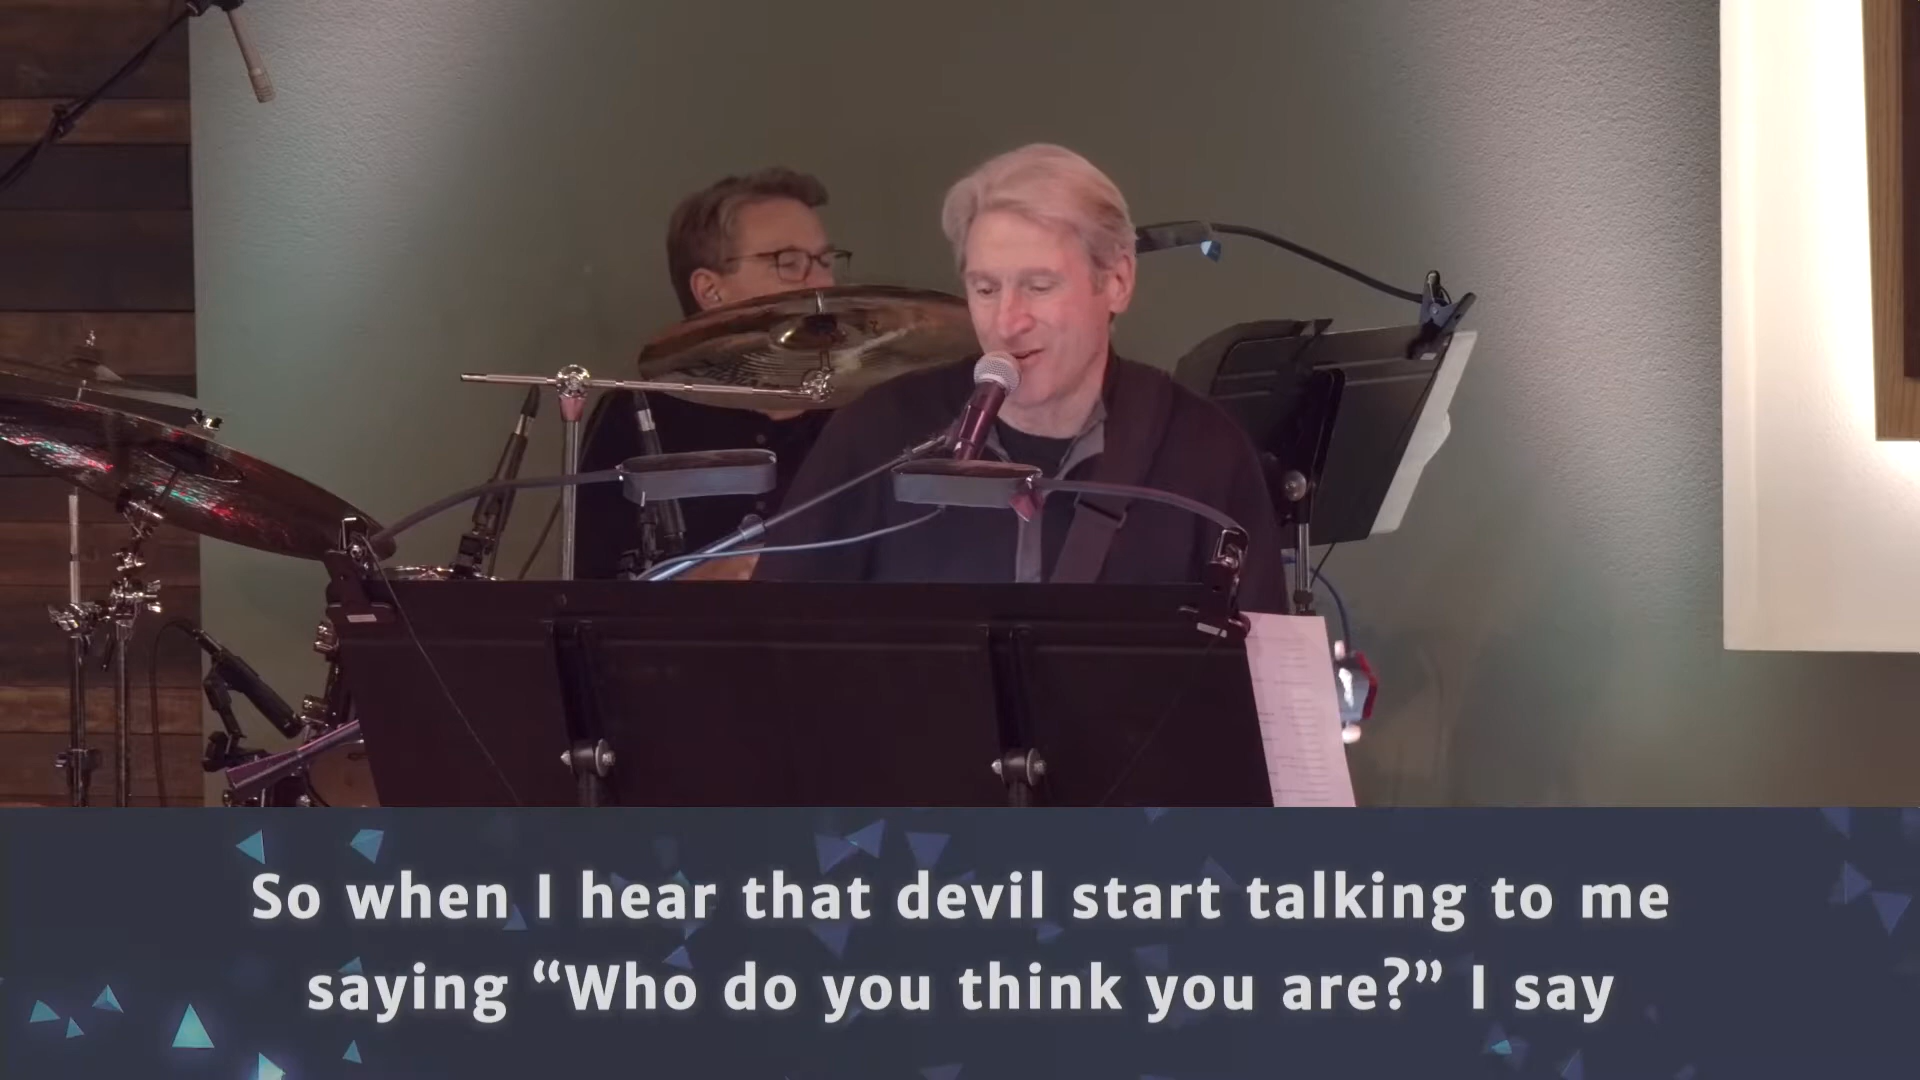 So when I hear that devil start talking to me
saying “Who do you think you are?” I say